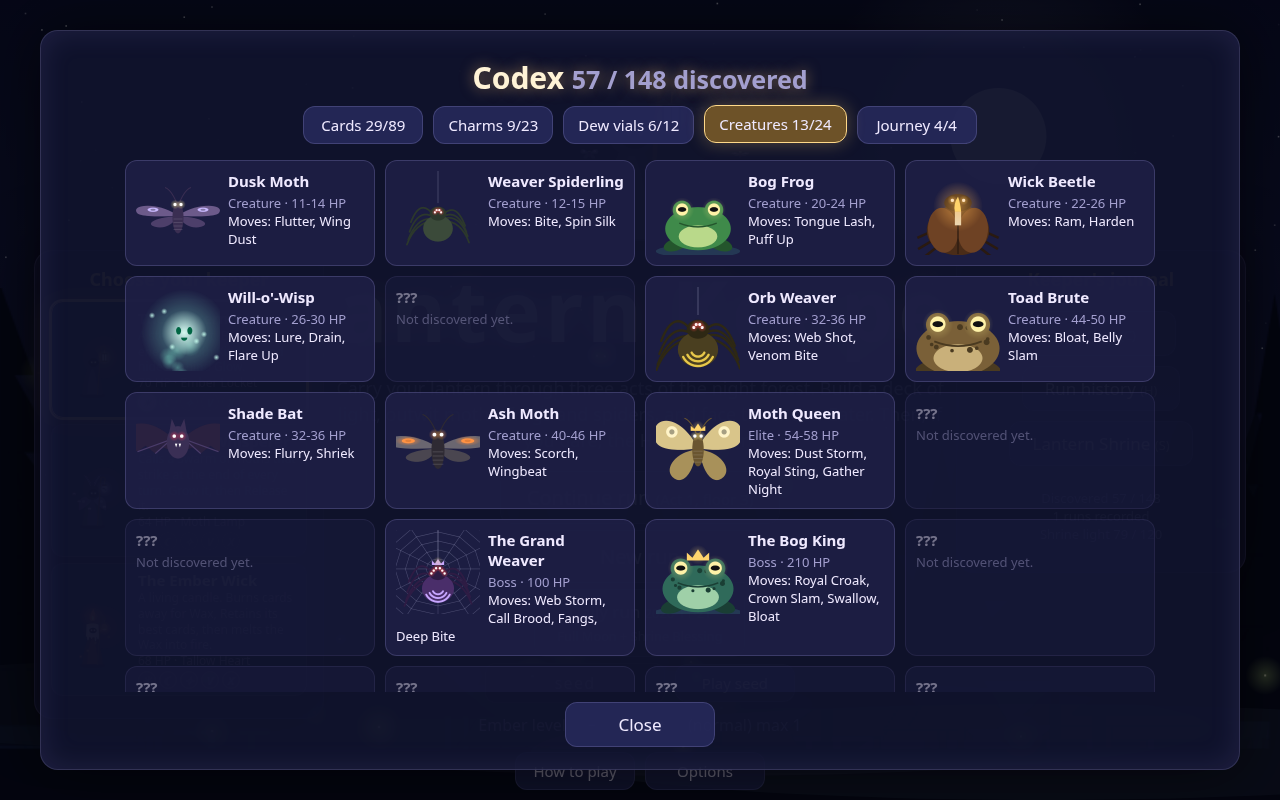 Codex 57 / 148 discovered
Cards 29/89
Charms 9/23
Dew vials 6/12
Creatures 13/24
Journey 4/4
Dusk Moth
Creature · 11-14 HP
Moves: Flutter, Wing
Dust
Weaver Spiderling
Creature · 12-15 HP
Moves: Bite, Spin Silk
Bog Frog
Creature · 20-24 HP
Moves: Tongue Lash,
Puff Up
Wick Beetle
Creature · 22-26 HP
Moves: Ram, Harden
Will-o'-Wisp
Creature · 26-30 HP
Moves: Lure, Drain,
Flare Up
???
Not discovered yet.
Orb Weaver
Creature · 32-36 HP
Moves: Web Shot,
Venom Bite
Toad Brute
Creature · 44-50 HP
Moves: Bloat, Belly
Slam
Shade Bat
Creature · 32-36 HP
Moves: Flurry, Shriek
Ash Moth
Creature · 40-46 HP
Moves: Scorch,
Wingbeat
Moth Queen
Elite · 54-58 HP
Moves: Dust Storm,
Royal Sting, Gather
Night
???
Not discovered yet.
???
Not discovered yet.
The Grand
Weaver
Boss · 100 HP
Moves: Web Storm,
Call Brood, Fangs,
Deep Bite
The Bog King
Boss · 210 HP
Moves: Royal Croak,
Crown Slam, Swallow,
Bloat
???
Not discovered yet.
???
???
???
???
Close
How to play
Options